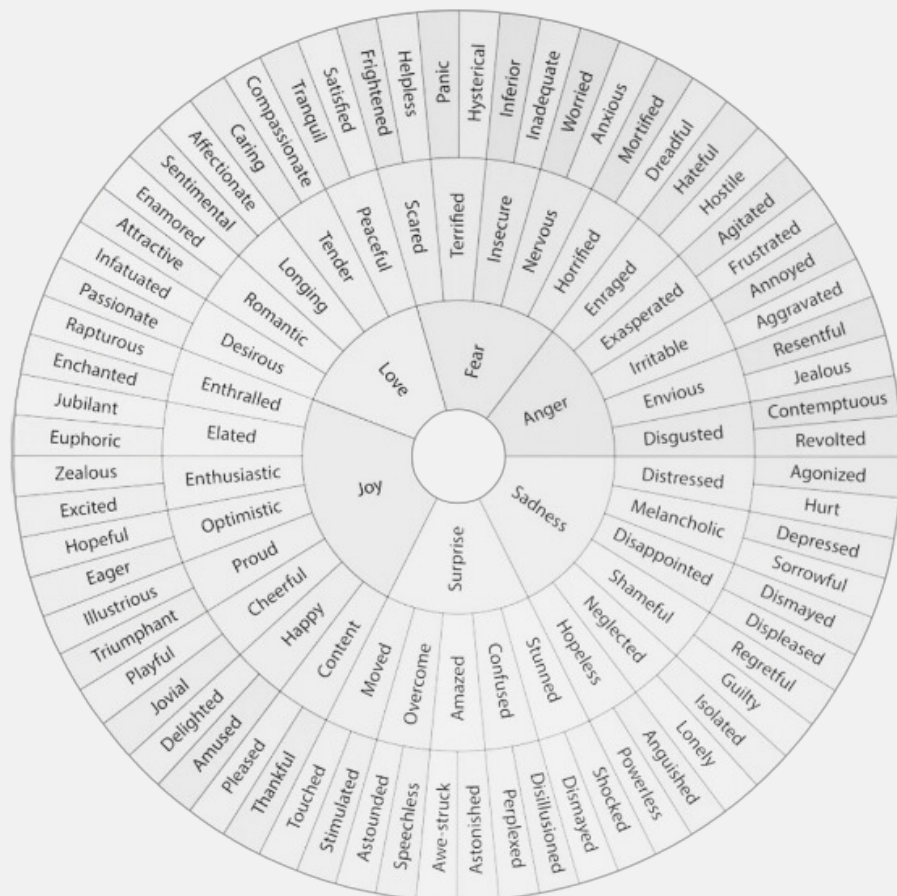 Love
Fear
Anger
Sadness
Surprise
Joy
Peaceful
Scared
Terrified
Insecure
Nervous
Horrified
Enraged
Exasperated
Irritable
Envious
Disgusted
Distressed
Melancholic
Disappointed
Shameful
Neglected
Hopeless
Stunned
Confused
Amazed
Overcome
Moved
Content
Happy
Cheerful
Proud
Optimistic
Enthusiastic
Elated
Enthralled
Desirous
Romantic
Longing
Tender
Satisfied
Frightened
Helpless
Panic
Hysterical
Inferior
Inadequate
Worried
Anxious
Mortified
Dreadful
Hateful
Hostile
Agitated
Frustrated
Annoyed
Aggravated
Resentful
Jealous
Contemptuous
Revolted
Agonized
Hurt
Depressed
Sorrowful
Dismayed
Displeased
Regretful
Guilty
Isolated
Lonely
Anguished
Powerless
Shocked
Dismayed
Disillusioned
Perplexed
Astonished
Awe-struck
Speechless
Astounded
Stimulated
Touched
Thankful
Pleased
Amused
Delighted
Jovial
Playful
Triumphant
Illustrious
Eager
Hopeful
Excited
Zealous
Euphoric
Jubilant
Enchanted
Rapturous
Passionate
Infatuated
Attractive
Enamored
Sentimental
Affectionate
Caring
Compassionate
Tranquil